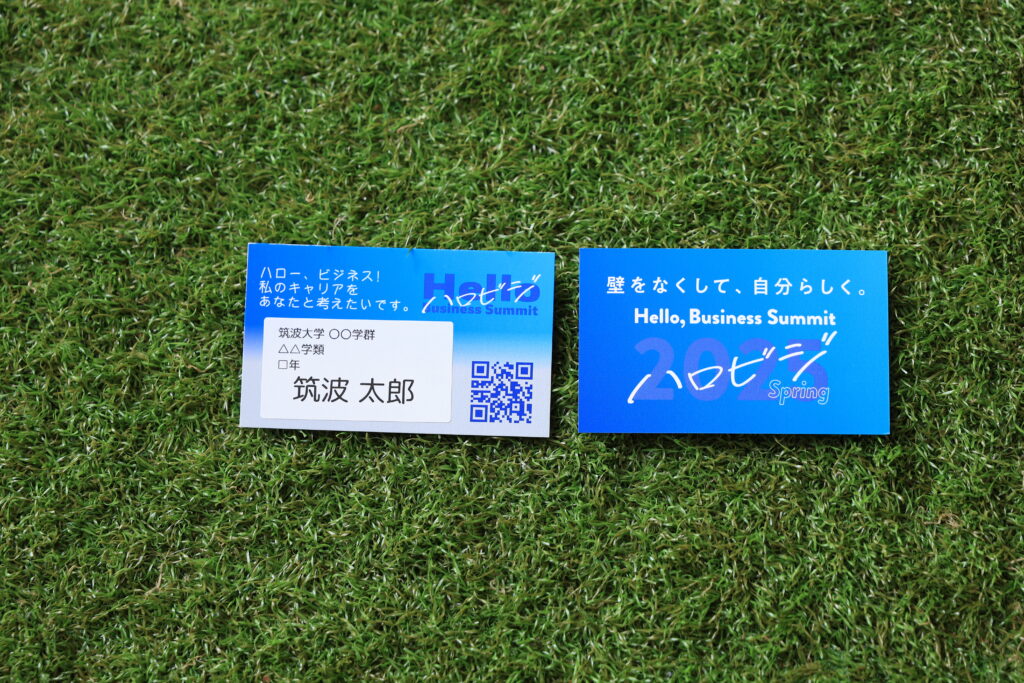 ハロー、ビジネス!
私のキャリアを
あなたと考えたいです。
Hello
ハロビジ
Business Summit
筑波大学 〇〇学群
△△学類
□年
筑波 太郎
壁をなくして、自分らしく。
Hello, Business Summit
ハロビジ
Spring